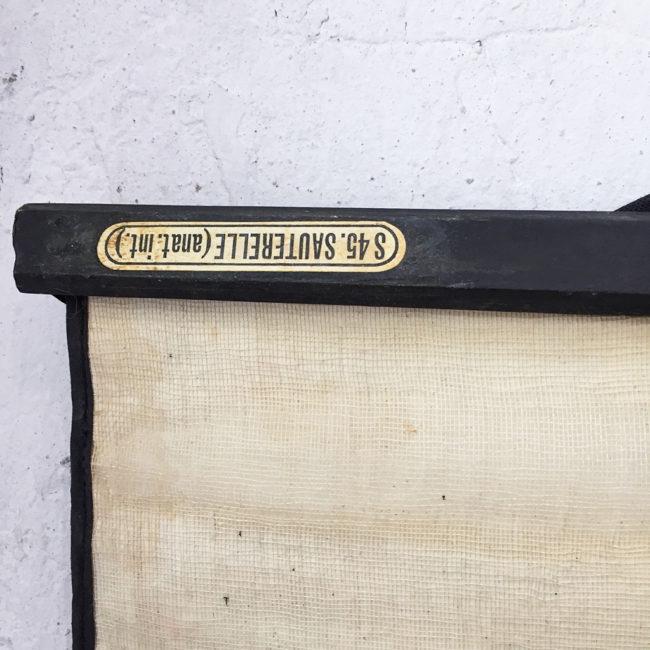 S 45. SAUTERELLE (anat. int.)